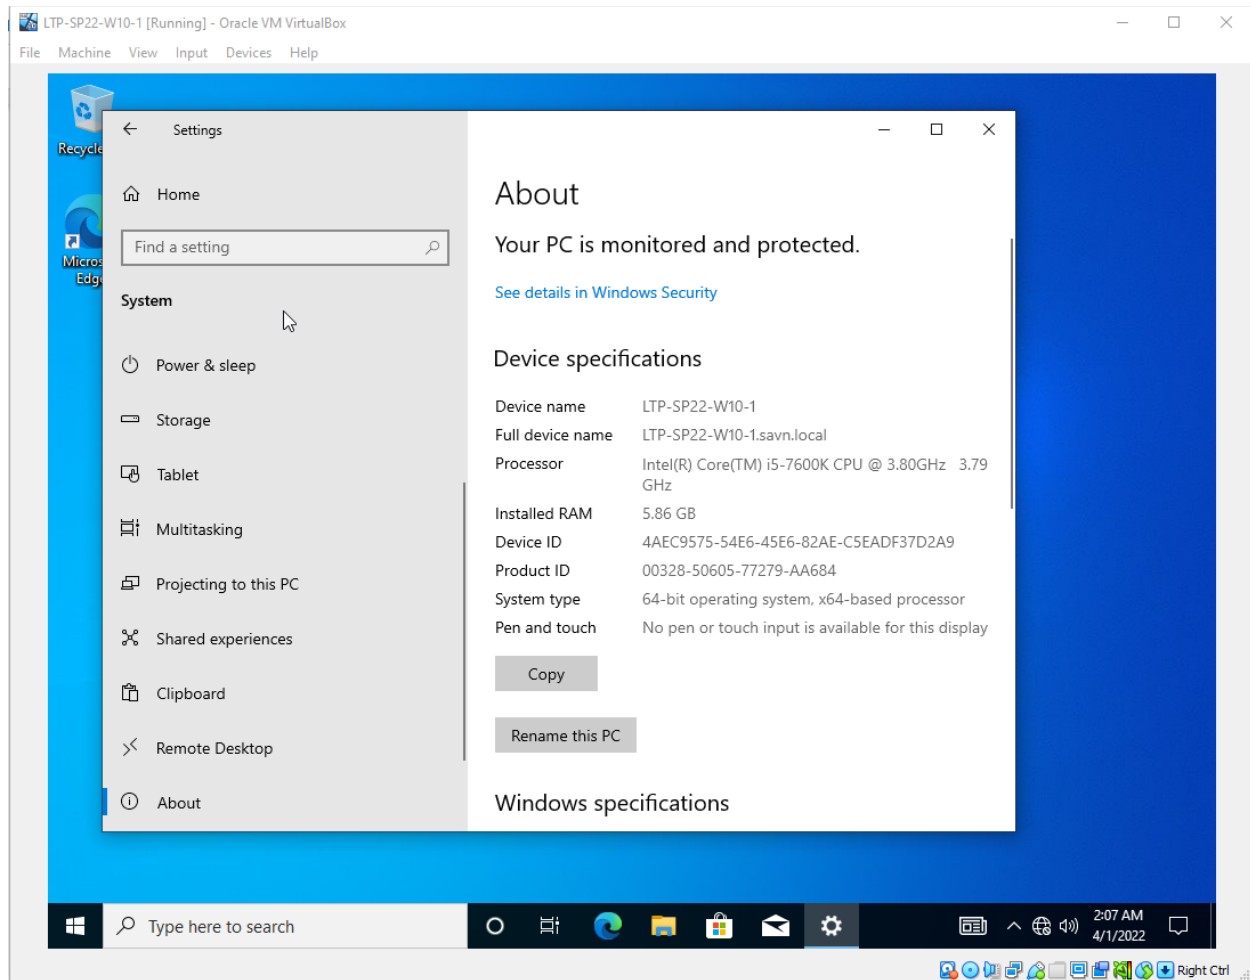 LTP-SP22-W10-1 [Running] - Oracle VM VirtualBox
File Machine View Input Devices Help
Recycle
Micros
Edg
Settings
Home
Find a setting
System
Power & sleep
Storage
Tablet
Multitasking
Projecting to this PC
Shared experiences
Clipboard
Remote Desktop
About
About
Your PC is monitored and protected.
See details in Windows Security
Device specifications
Device name LTP-SP22-W10-1
Full device name LTP-SP22-W10-1.savn.local
Processor Intel(R) Core(TM) i5-7600K CPU @ 3.80GHz 3.79
GHz
Installed RAM 5.86 GB
Device ID 4AEC9575-54E6-45E6-82AE-C5EADF37D2A9
Product ID 00328-50605-77279-AA684
System type 64-bit operating system, x64-based processor
Pen and touch No pen or touch input is available for this display
Copy
Rename this PC
Windows specifications
Type here to search
2:07 AM
4/1/2022
Right Ctrl